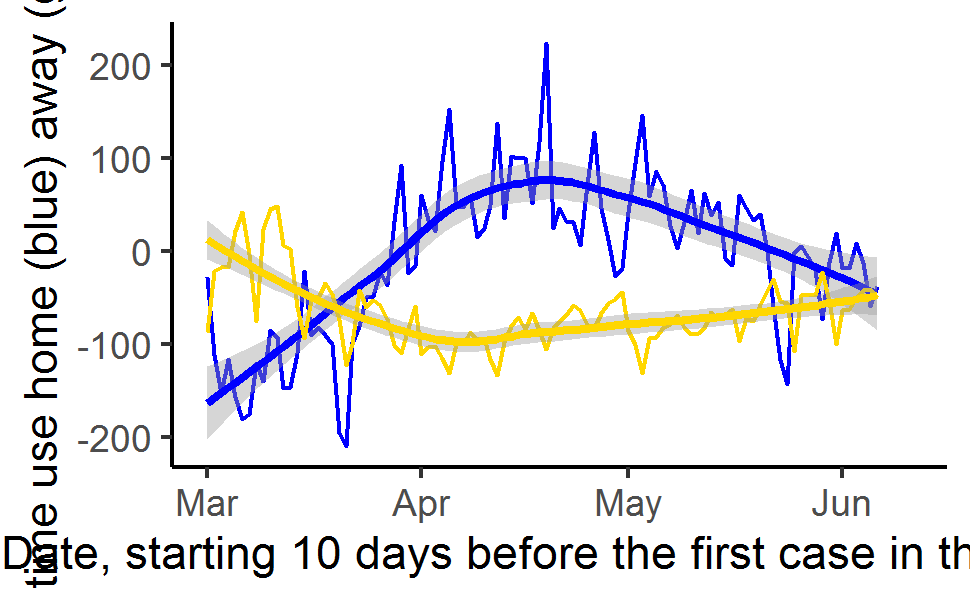 time use home (blue) away (
200
100
0
-100
-200
Mar Apr May Jun
Date, starting 10 days before the first case in th